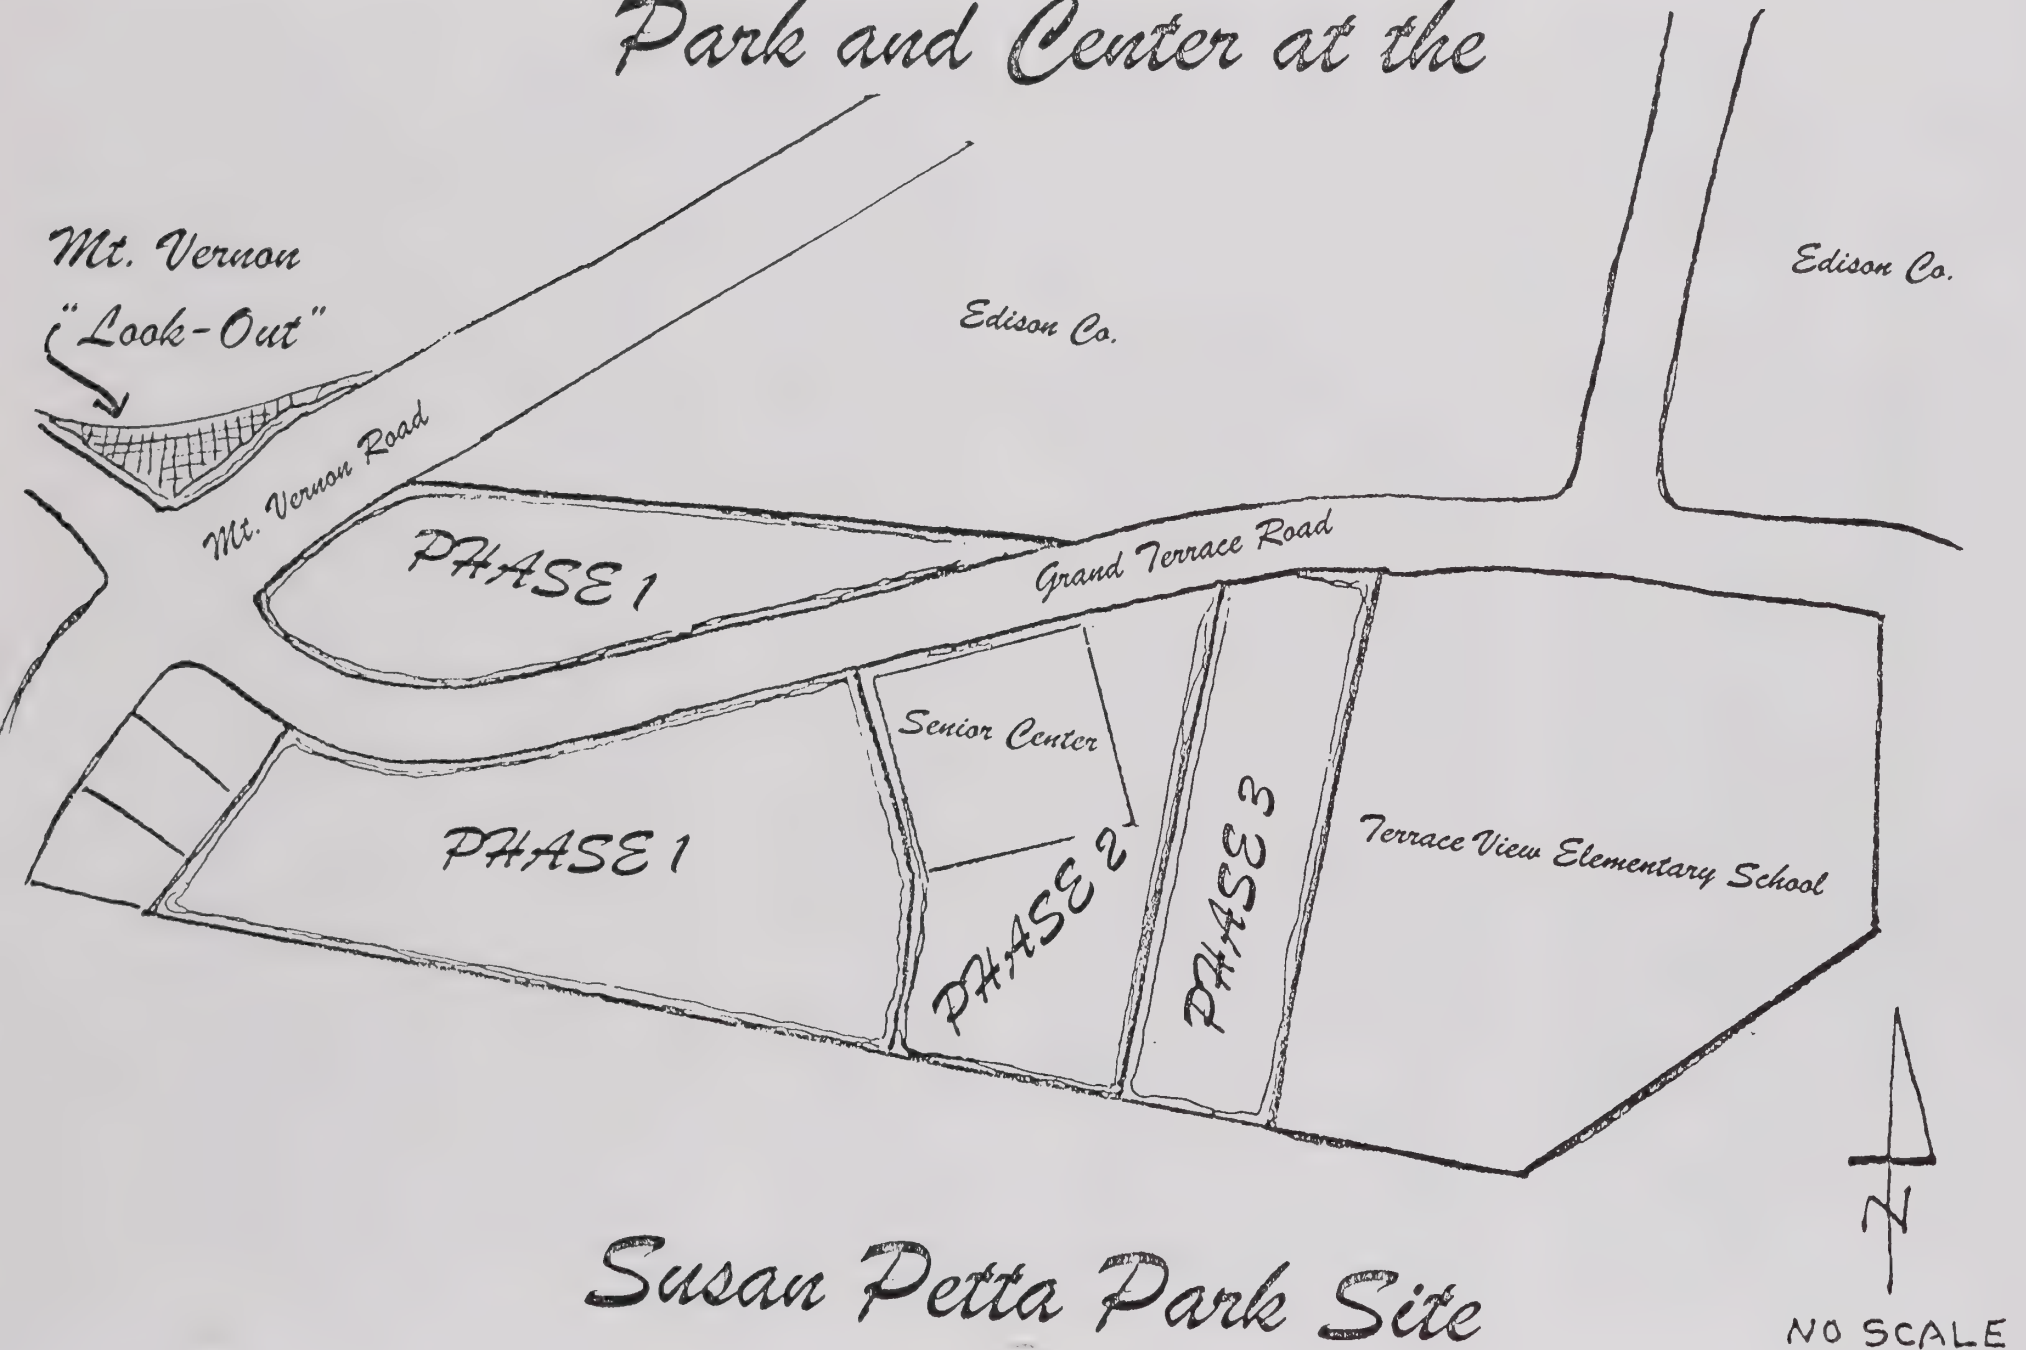 Park and Center at the
Mt. Vernon
"Look-Out"
Edison Co.
Edison Co.
Mt. Vernon Road
PHASE 1
Grand Terrace Road
Senior Center
PHASE 1
PHASE 2
PHASE 3
Terrace View Elementary School
N
Susan Petta Park Site
NO SCALE